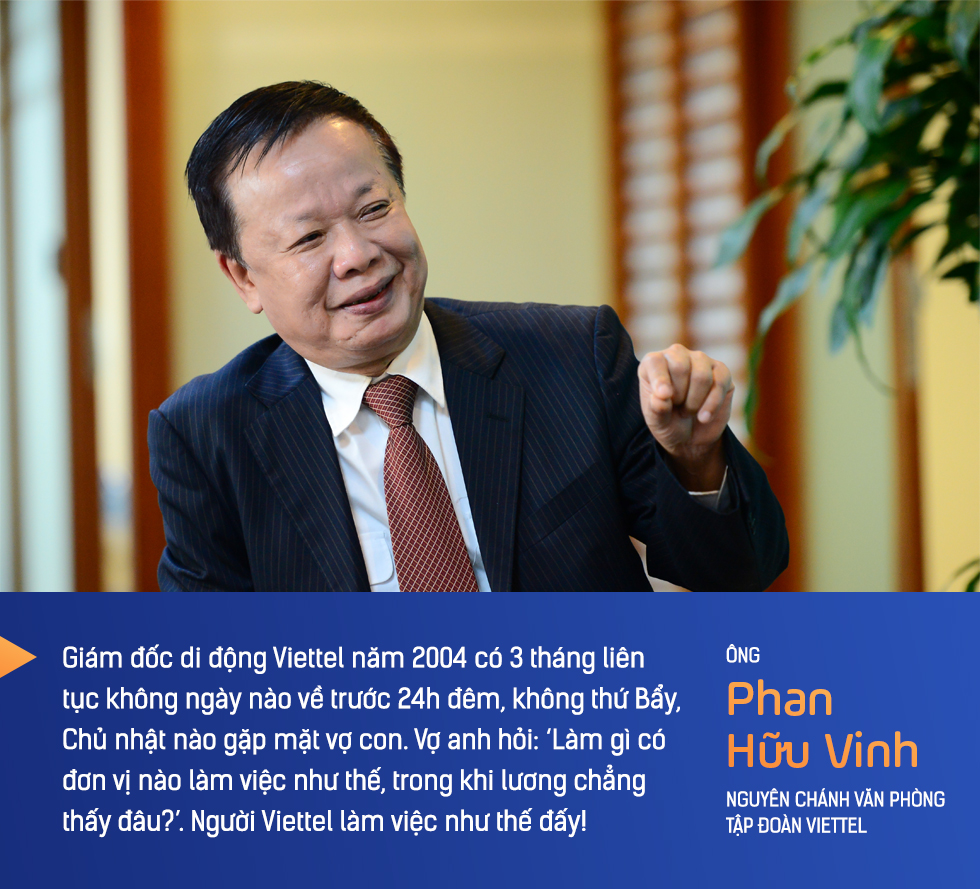 Giám đốc di động Viettel năm 2004 có 3 tháng liên
tục không ngày nào về trước 24h đêm, không thứ Bẩy,
Chủ nhật nào gặp mặt vợ con. Vợ anh hỏi: ‘Làm gì có
đơn vị nào làm việc như thế, trong khi lương chẳng
thấy đâu?’. Người Viettel làm việc như thế đấy!
ÔNG
Phan
Hữu Vinh
NGUYÊN CHÁNH VĂN PHÒNG
TẬP ĐOÀN VIETTEL